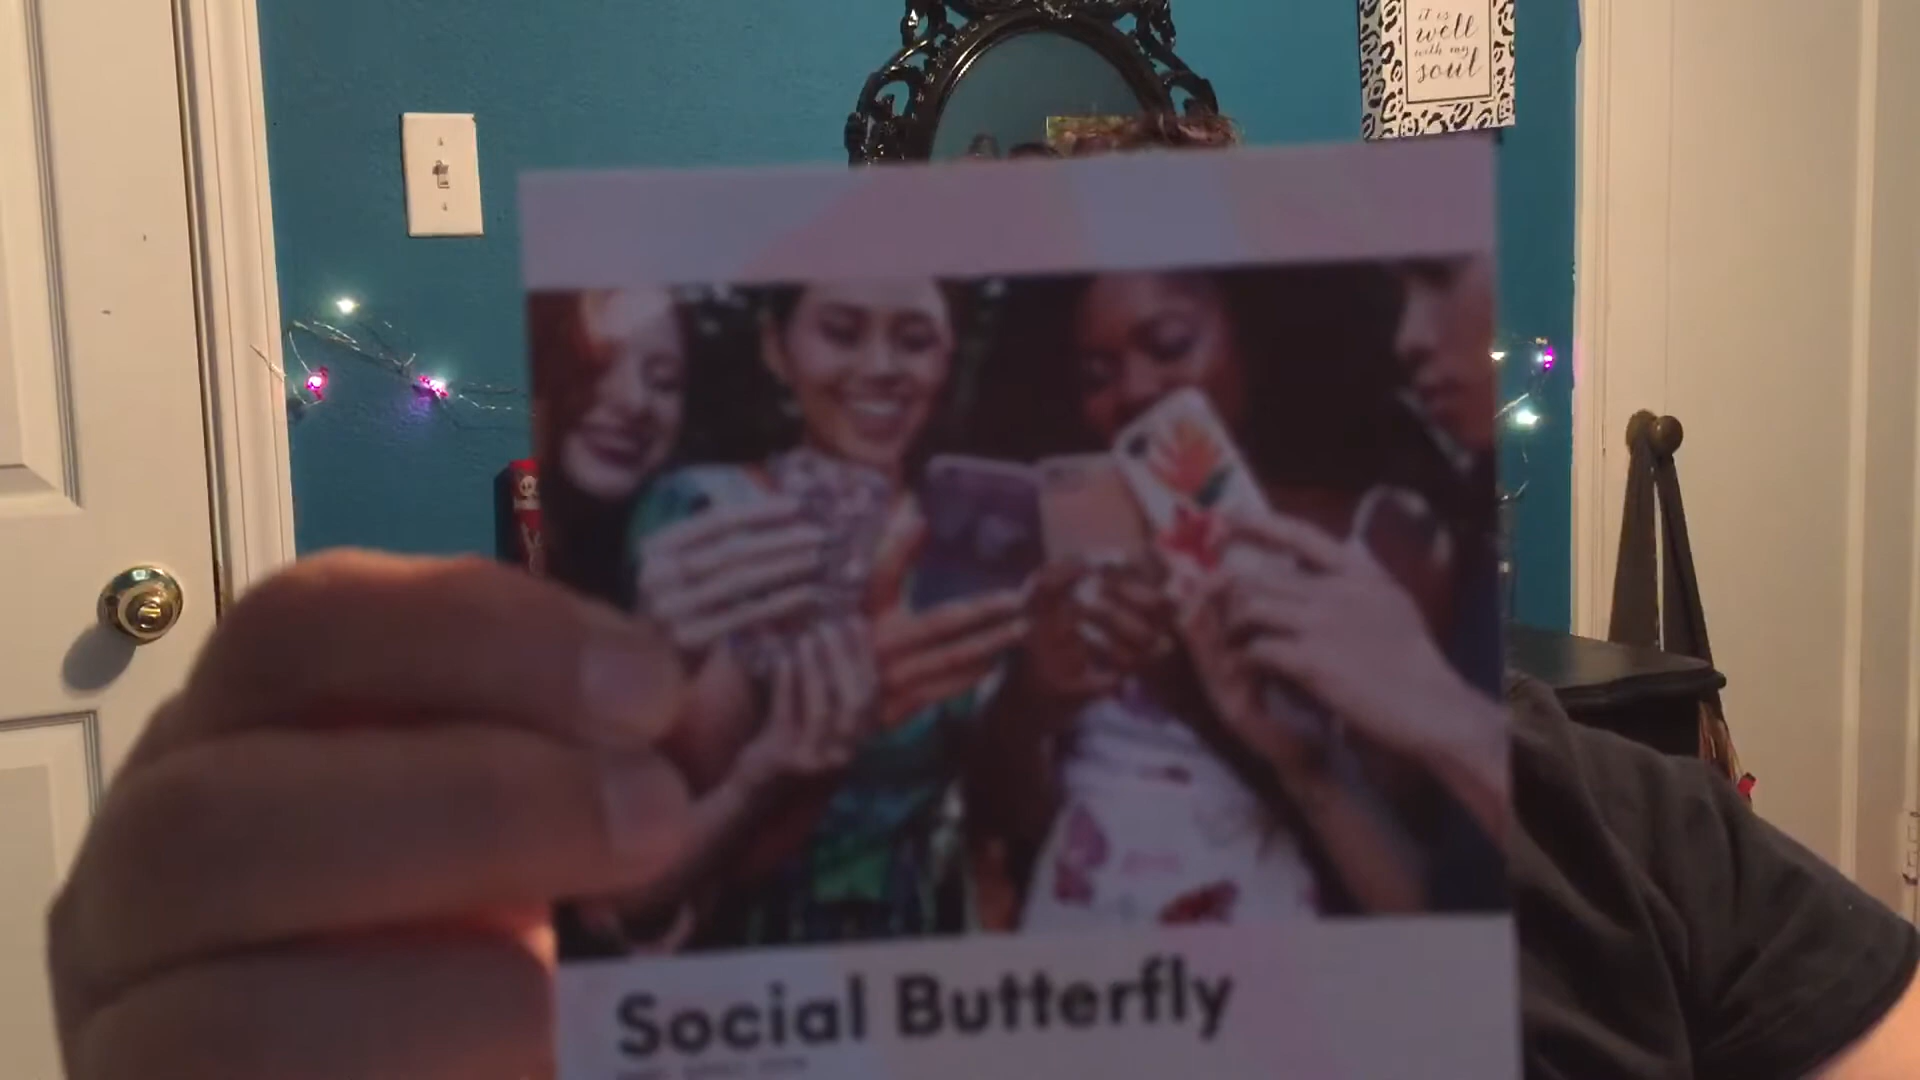 it is
well
with my
soul
Social Butterfly